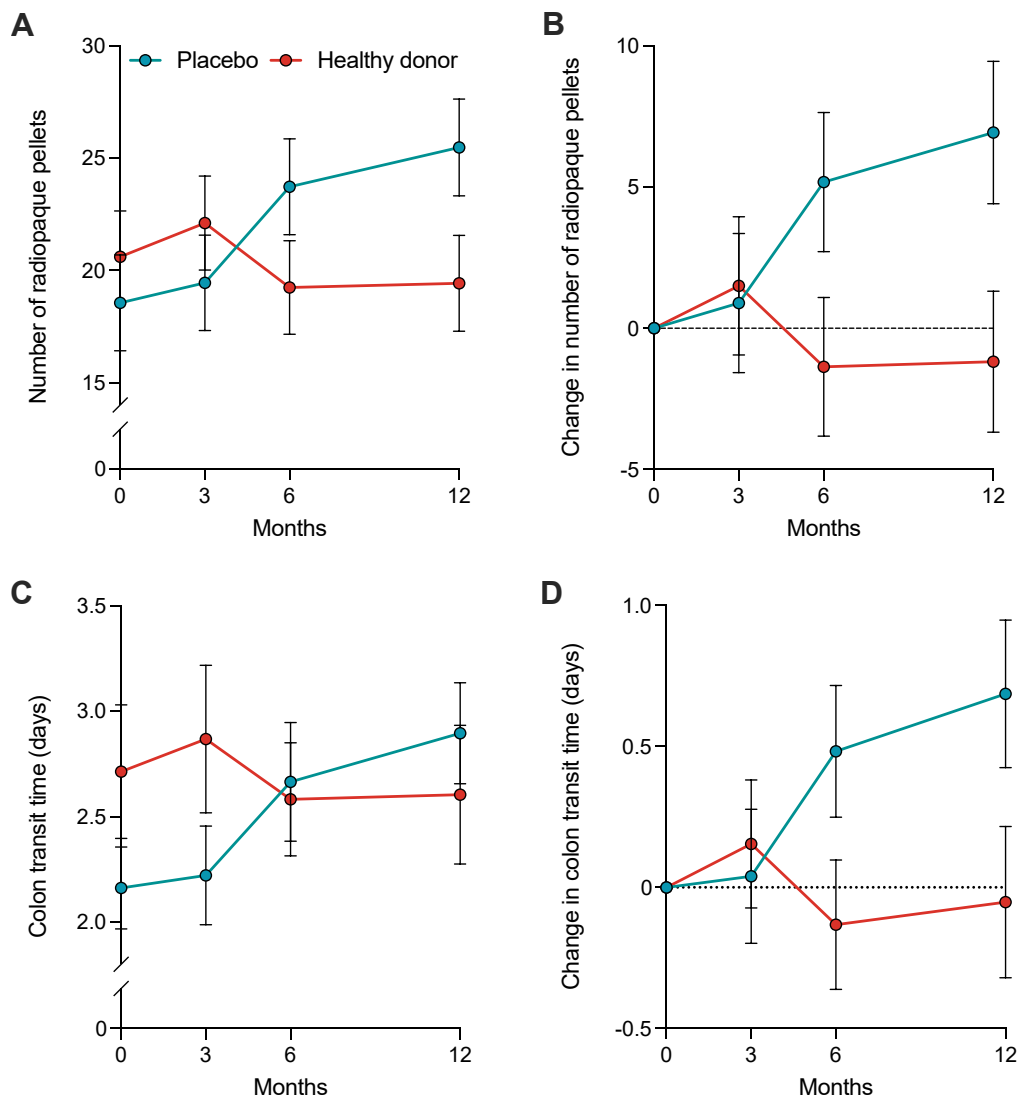 A
Number of radiopaque pellets
30
25
20
15
0
Placebo
Healthy donor
0 3 6 12
Months
B
Change in number of radiopaque pellets
10
5
0
-5
0 3 6 12
Months
C
Colon transit time (days)
3.5
3.0
2.5
2.0
0
0 3 6 12
Months
D
Change in colon transit time (days)
1.0
0.5
0
-0.5
0 3 6 12
Months